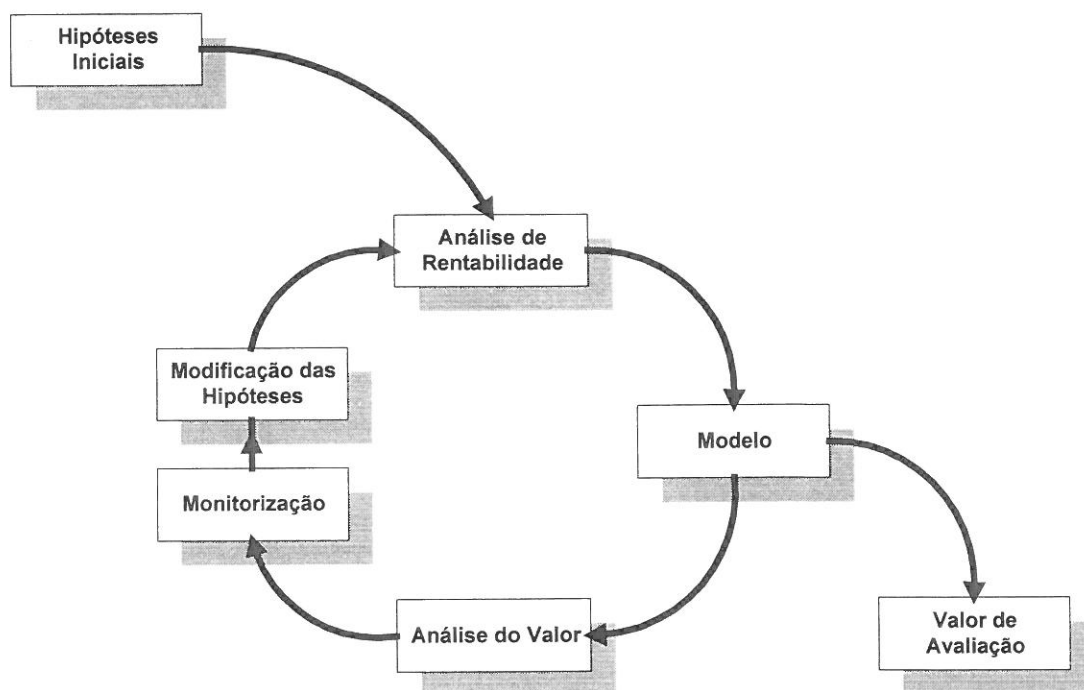 Hipóteses
Iniciais
Análise de
Rentabilidade
Modificação das
Hipóteses
Modelo
Monitorização
Análise do Valor
Valor de
Avaliação